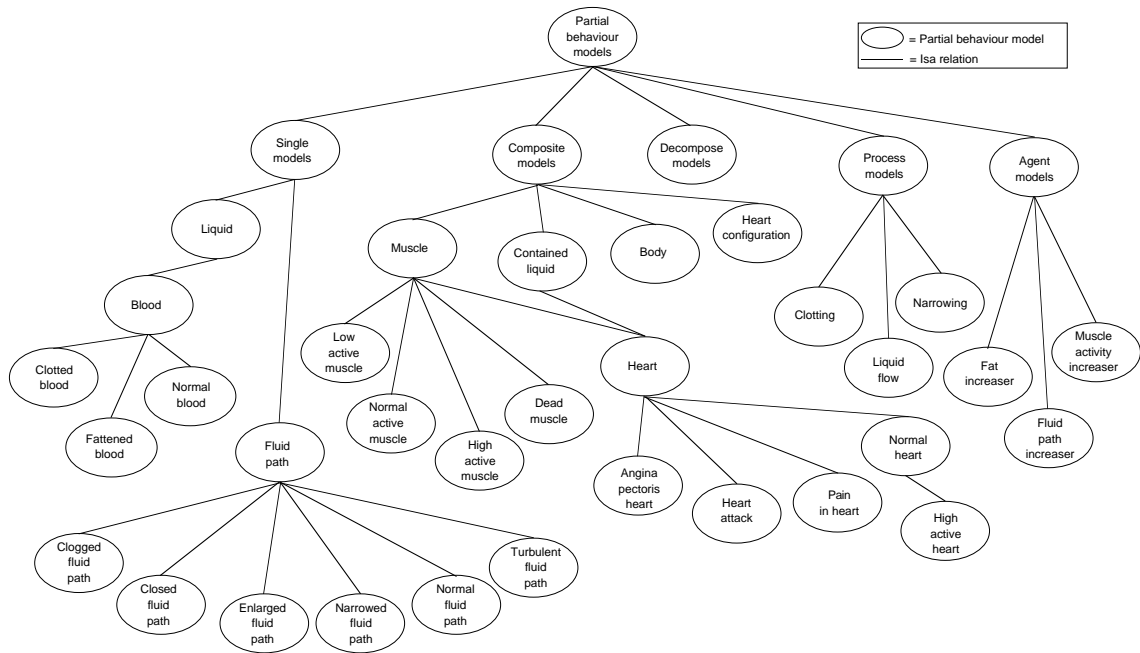 Partial
behaviour
models
= Partial behaviour model
= Isa relation
Single
models
Composite
models
Decompose
models
Process
models
Agent
models
Liquid
Muscle
Contained
liquid
Body
Heart
configuration
Blood
Clotting
Narrowing
Liquid
flow
Fat
increaser
Muscle
activity
increaser
Fluid
path
increaser
Clotted
blood
Normal
blood
Fattened
blood
Low
active
muscle
Normal
active
muscle
High
active
muscle
Dead
muscle
Heart
Fluid
path
Angina
pectoris
heart
Heart
attack
Pain
in heart
Normal
heart
High
active
heart
Clogged
fluid
path
Closed
fluid
path
Enlarged
fluid
path
Narrowed
fluid
path
Normal
fluid
path
Turbulent
fluid
path